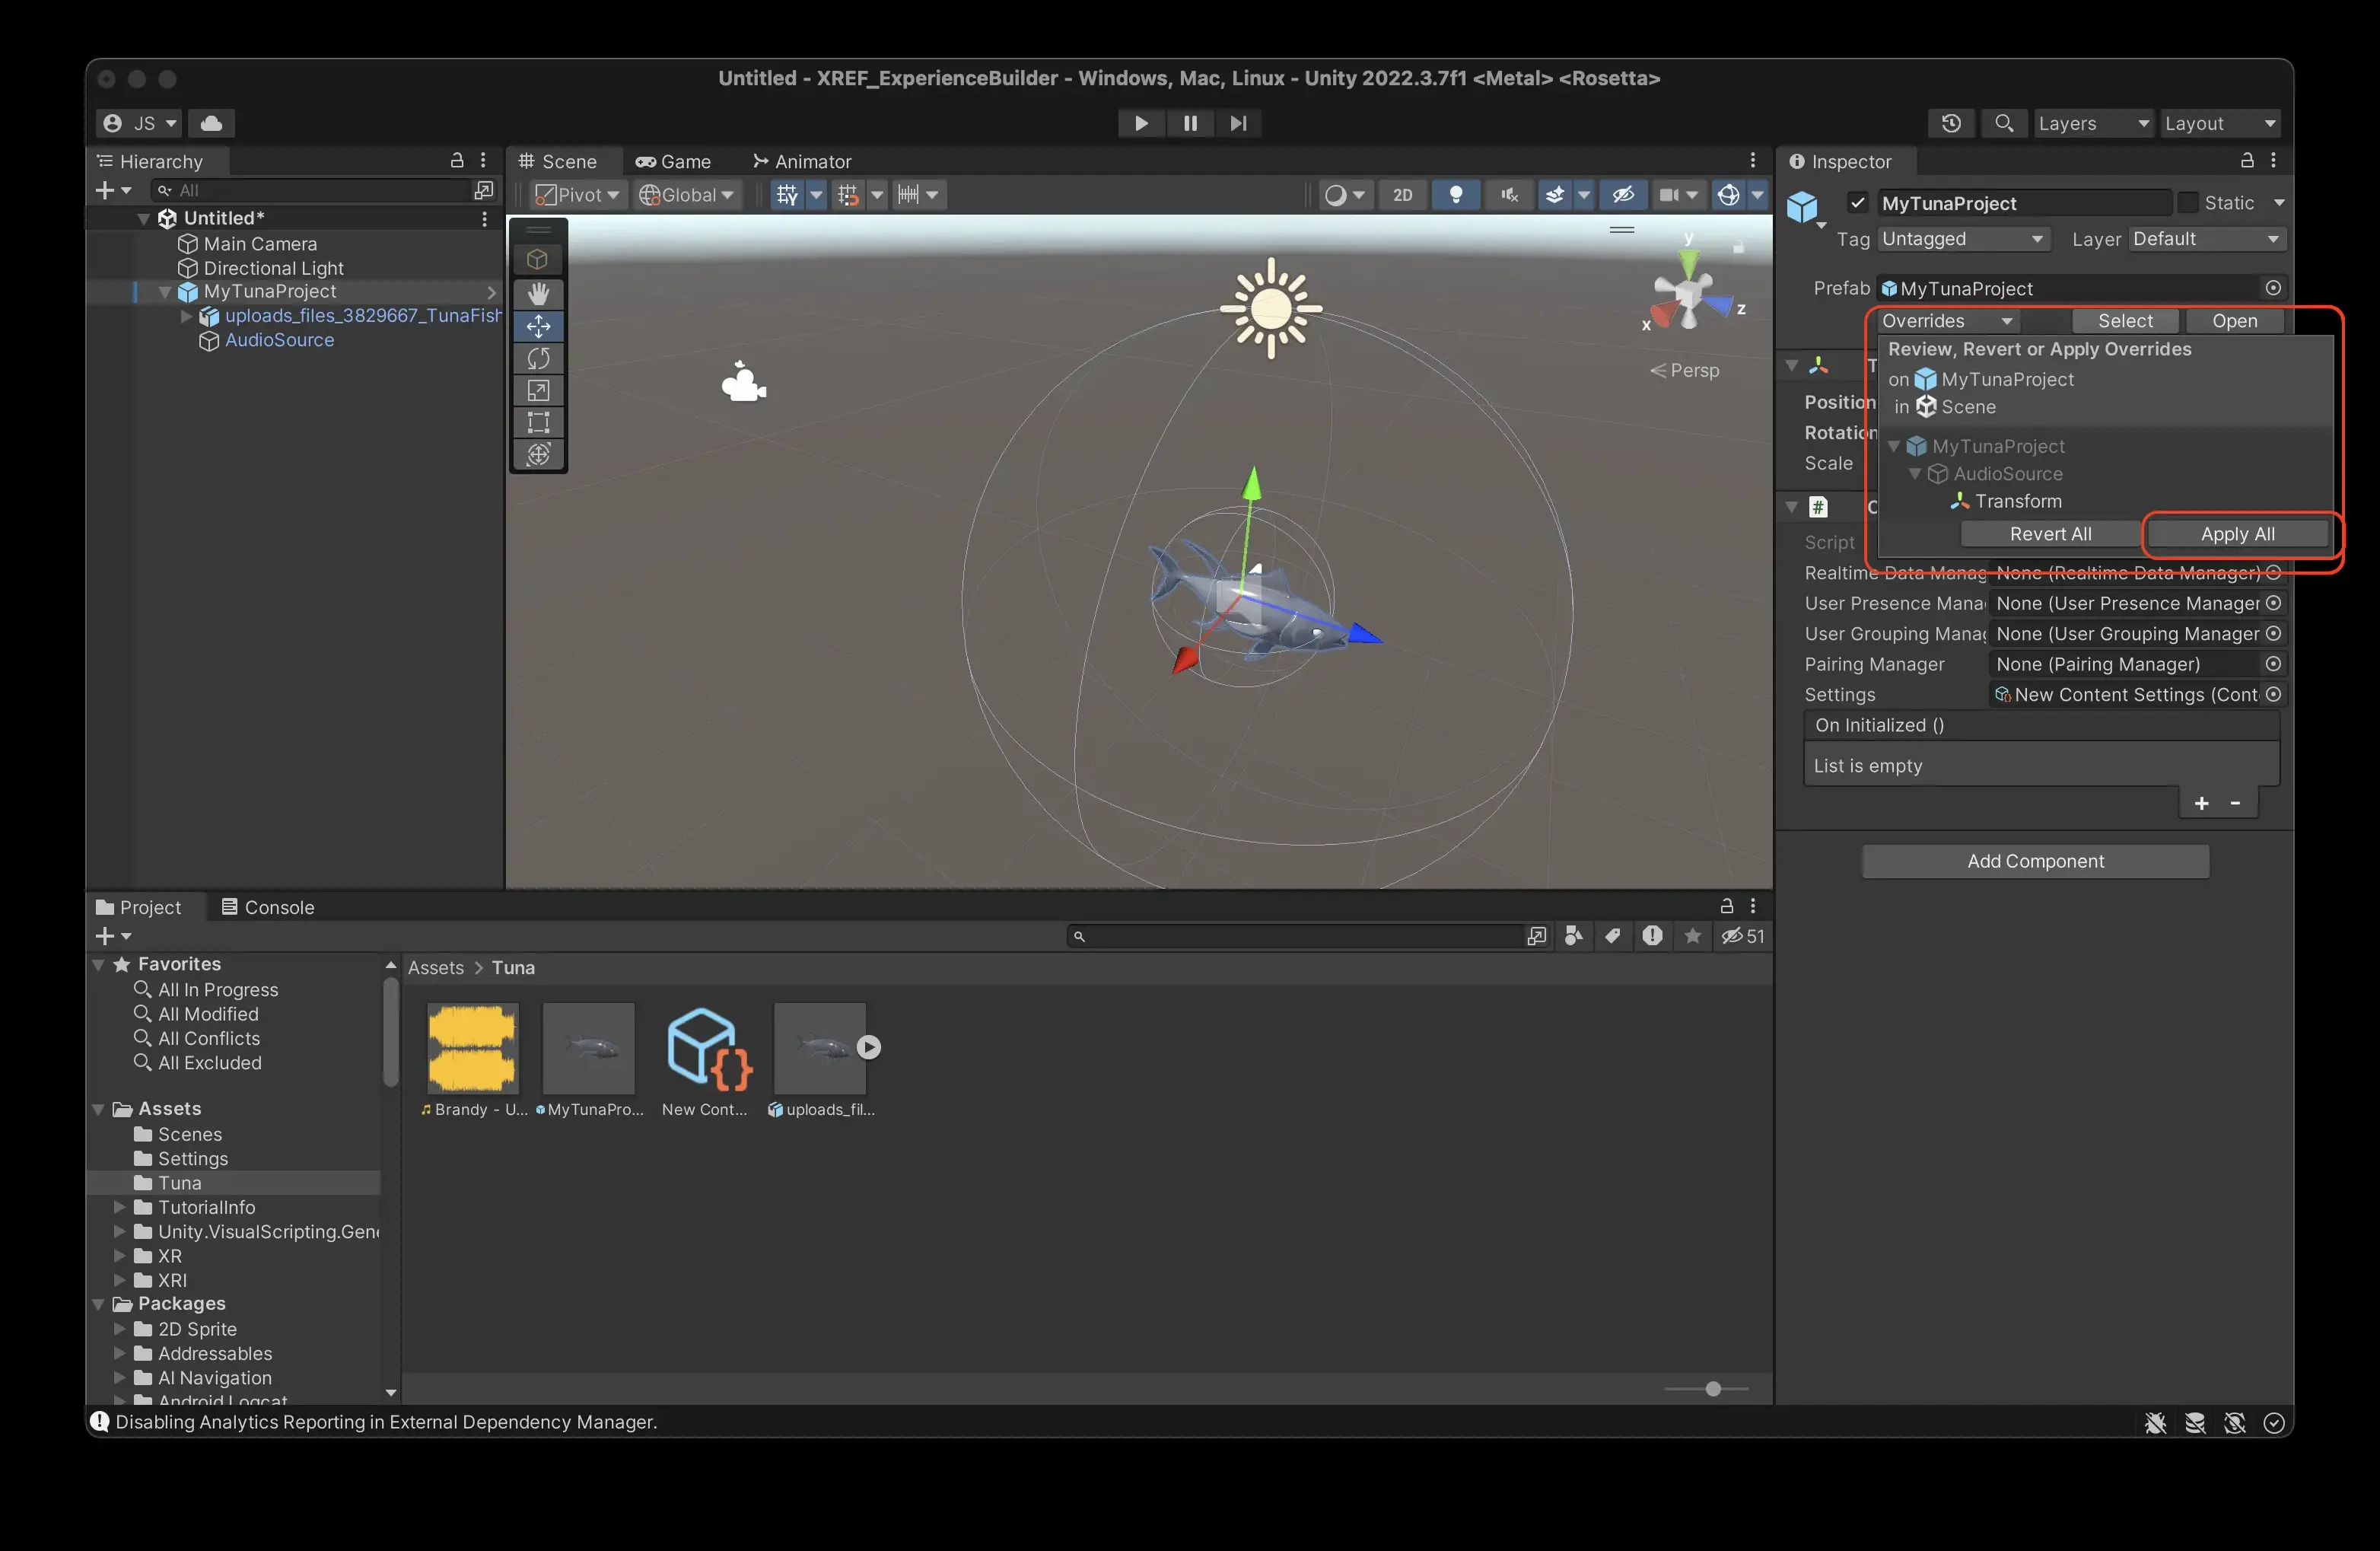 Untitled - XREF_ExperienceBuilder - Windows, Mac, Linux - Unity 2022.3.7f1 <Metal> <Rosetta>
JS
Layers
Layout
Hierarchy
All
Untitled*
Main Camera
Directional Light
MyTunaProject
uploads_files_3829667_TunaFish
AudioSource
Scene
Game
Animator
Pivot
Global
2D
y
z
x
Persp
Inspector
MyTunaProject
Static
Tag
Untagged
Layer
Default
Prefab
MyTunaProject
Overrides
Select
Open
Review, Revert or Apply Overrides
on MyTunaProject
in Scene
MyTunaProject
AudioSource
Transform
Revert All
Apply All
Position
Rotation
Scale
Script
Realtime Data Manag
None (Realtime Data Manager)
User Presence Mana
None (User Presence Manager
User Grouping Manag
None (User Grouping Manager
Pairing Manager
None (Pairing Manager)
Settings
New Content Settings (Cont
On Initialized ()
List is empty
+ -
Add Component
Project
Console
51
Favorites
All In Progress
All Modified
All Conflicts
All Excluded
Assets
Scenes
Settings
Tuna
TutorialInfo
Unity.VisualScripting.Gene
XR
XRI
Packages
2D Sprite
Addressables
AI Navigation
Android Logcat
Assets > Tuna
Brandy - U...
MyTunaPro...
New Cont...
uploads_fil...
Disabling Analytics Reporting in External Dependency Manager.